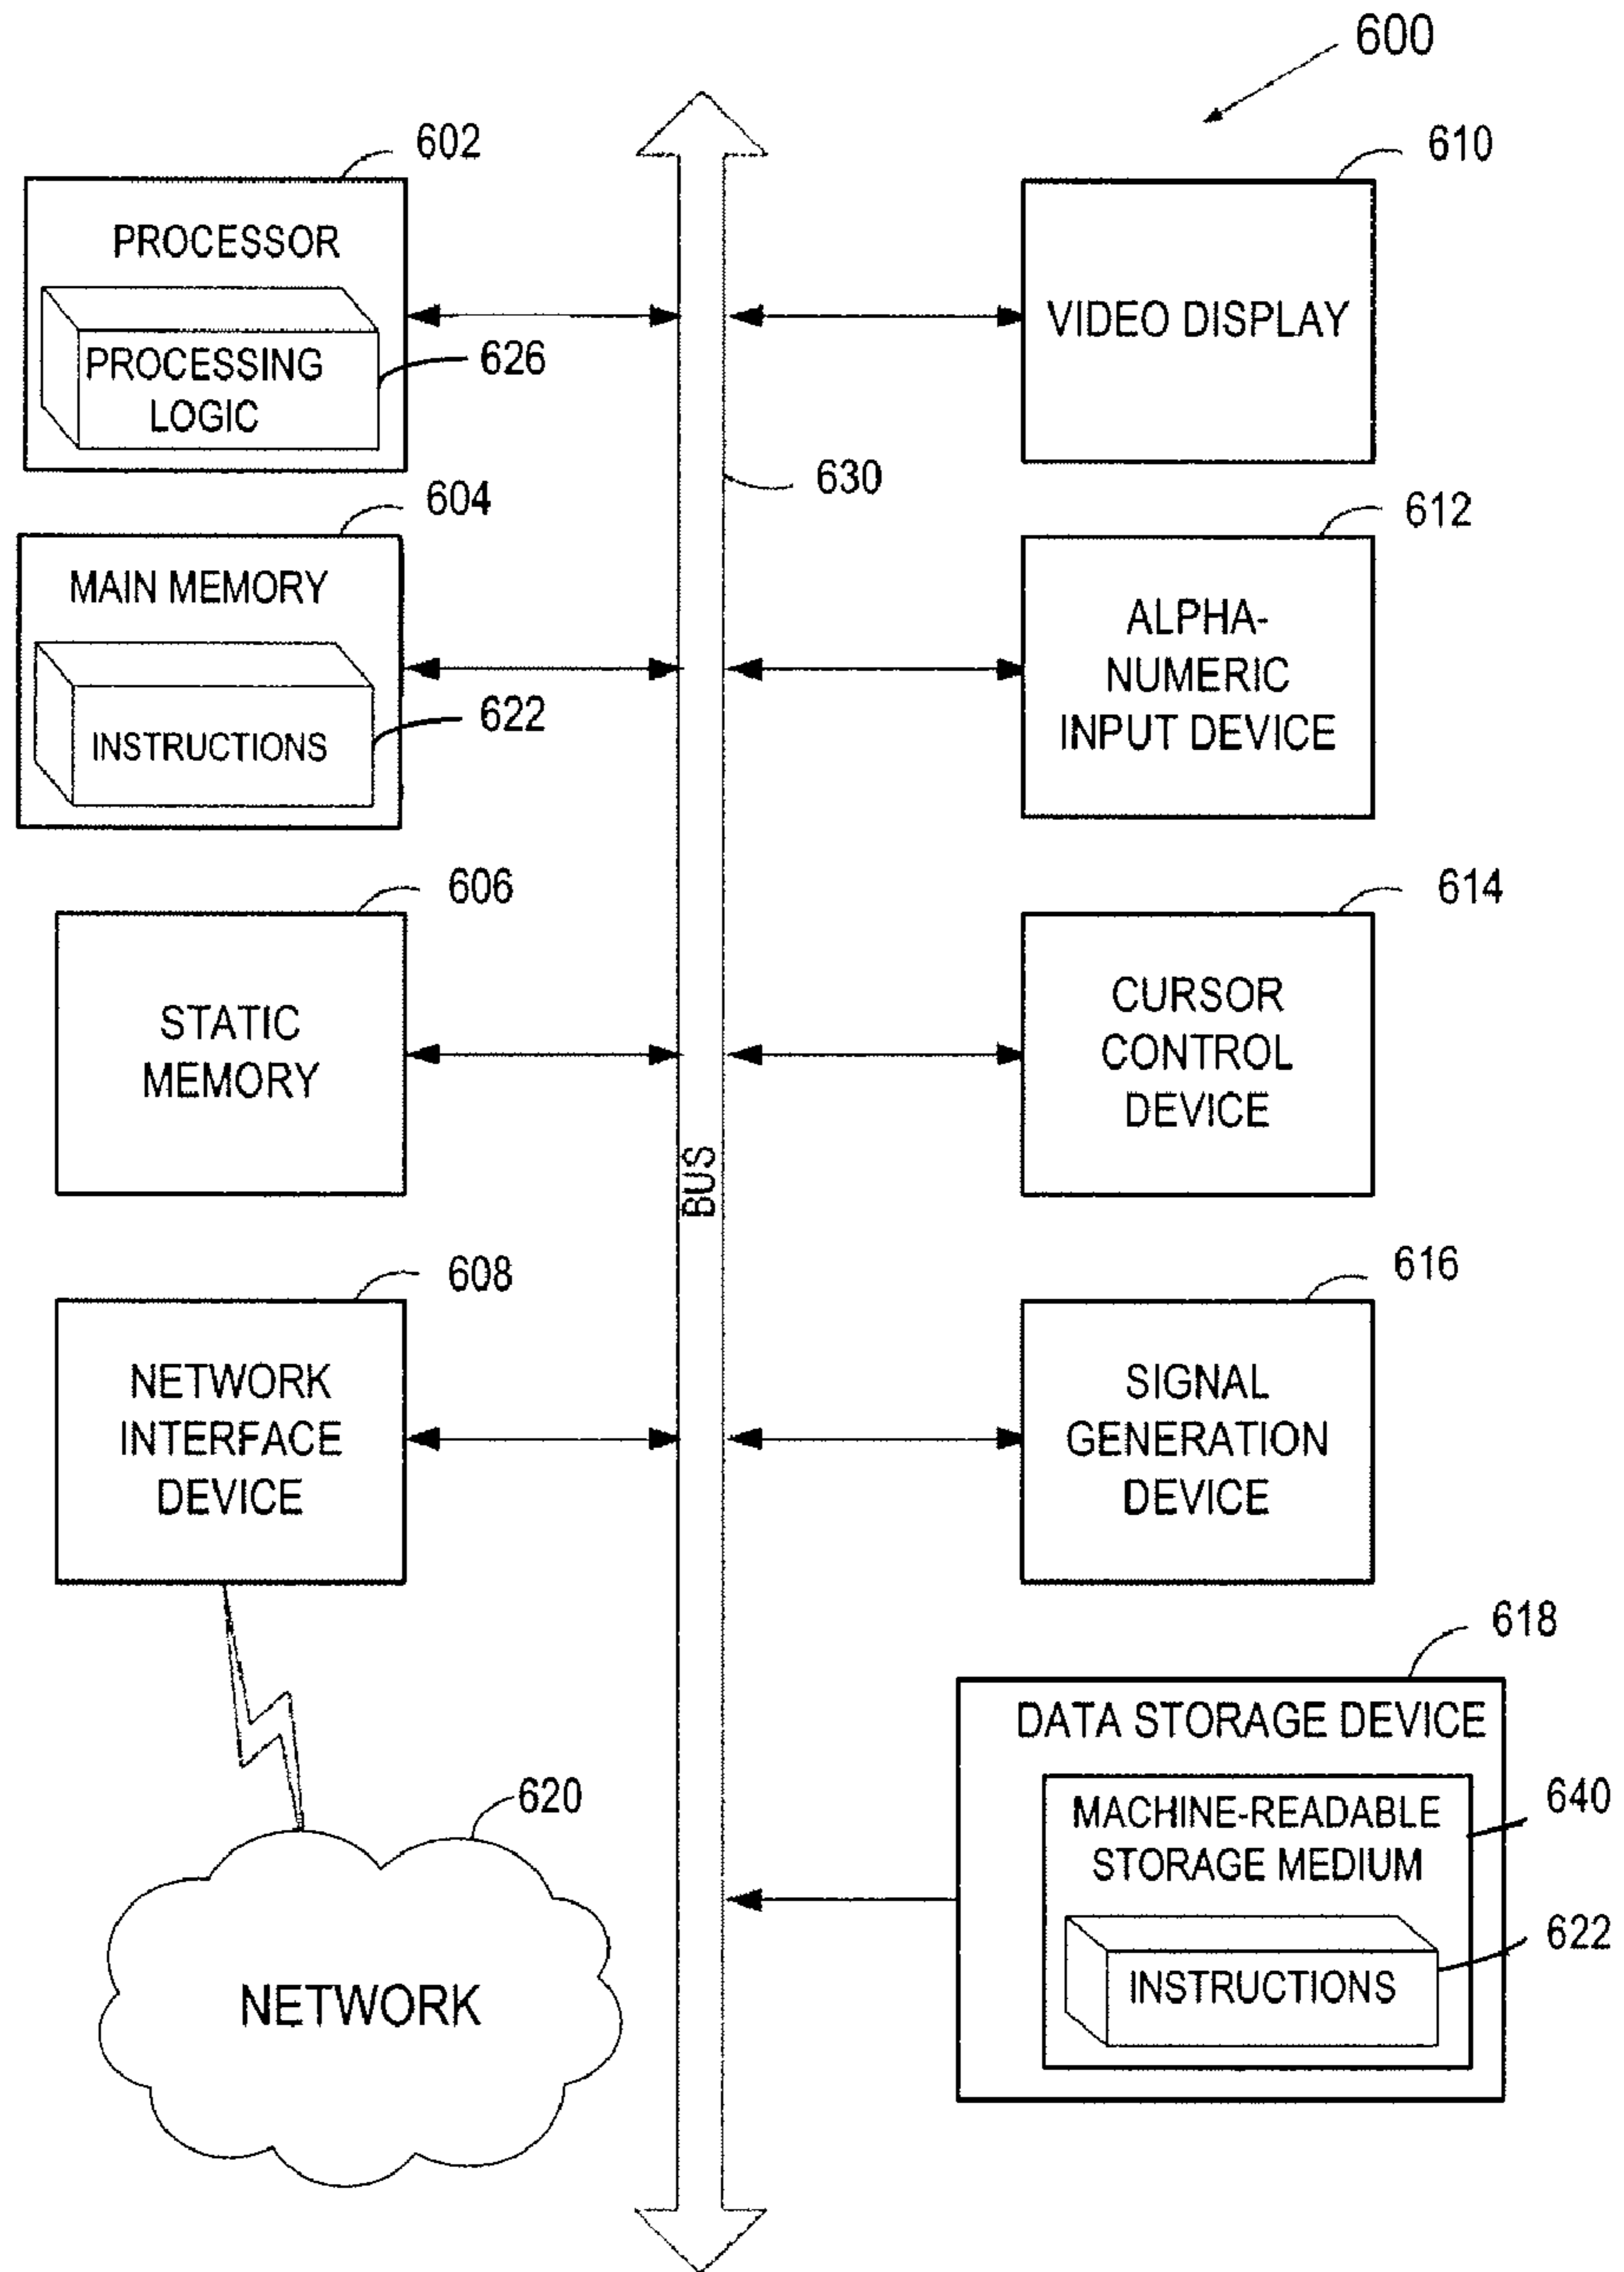 600
602
PROCESSOR
PROCESSING
LOGIC
626
604
MAIN MEMORY
INSTRUCTIONS
622
606
STATIC
MEMORY
608
NETWORK
INTERFACE
DEVICE
620
NETWORK
630
BUS
610
VIDEO DISPLAY
612
ALPHA-
NUMERIC
INPUT DEVICE
614
CURSOR
CONTROL
DEVICE
616
SIGNAL
GENERATION
DEVICE
618
DATA STORAGE DEVICE
640
MACHINE-READABLE
STORAGE MEDIUM
622
INSTRUCTIONS